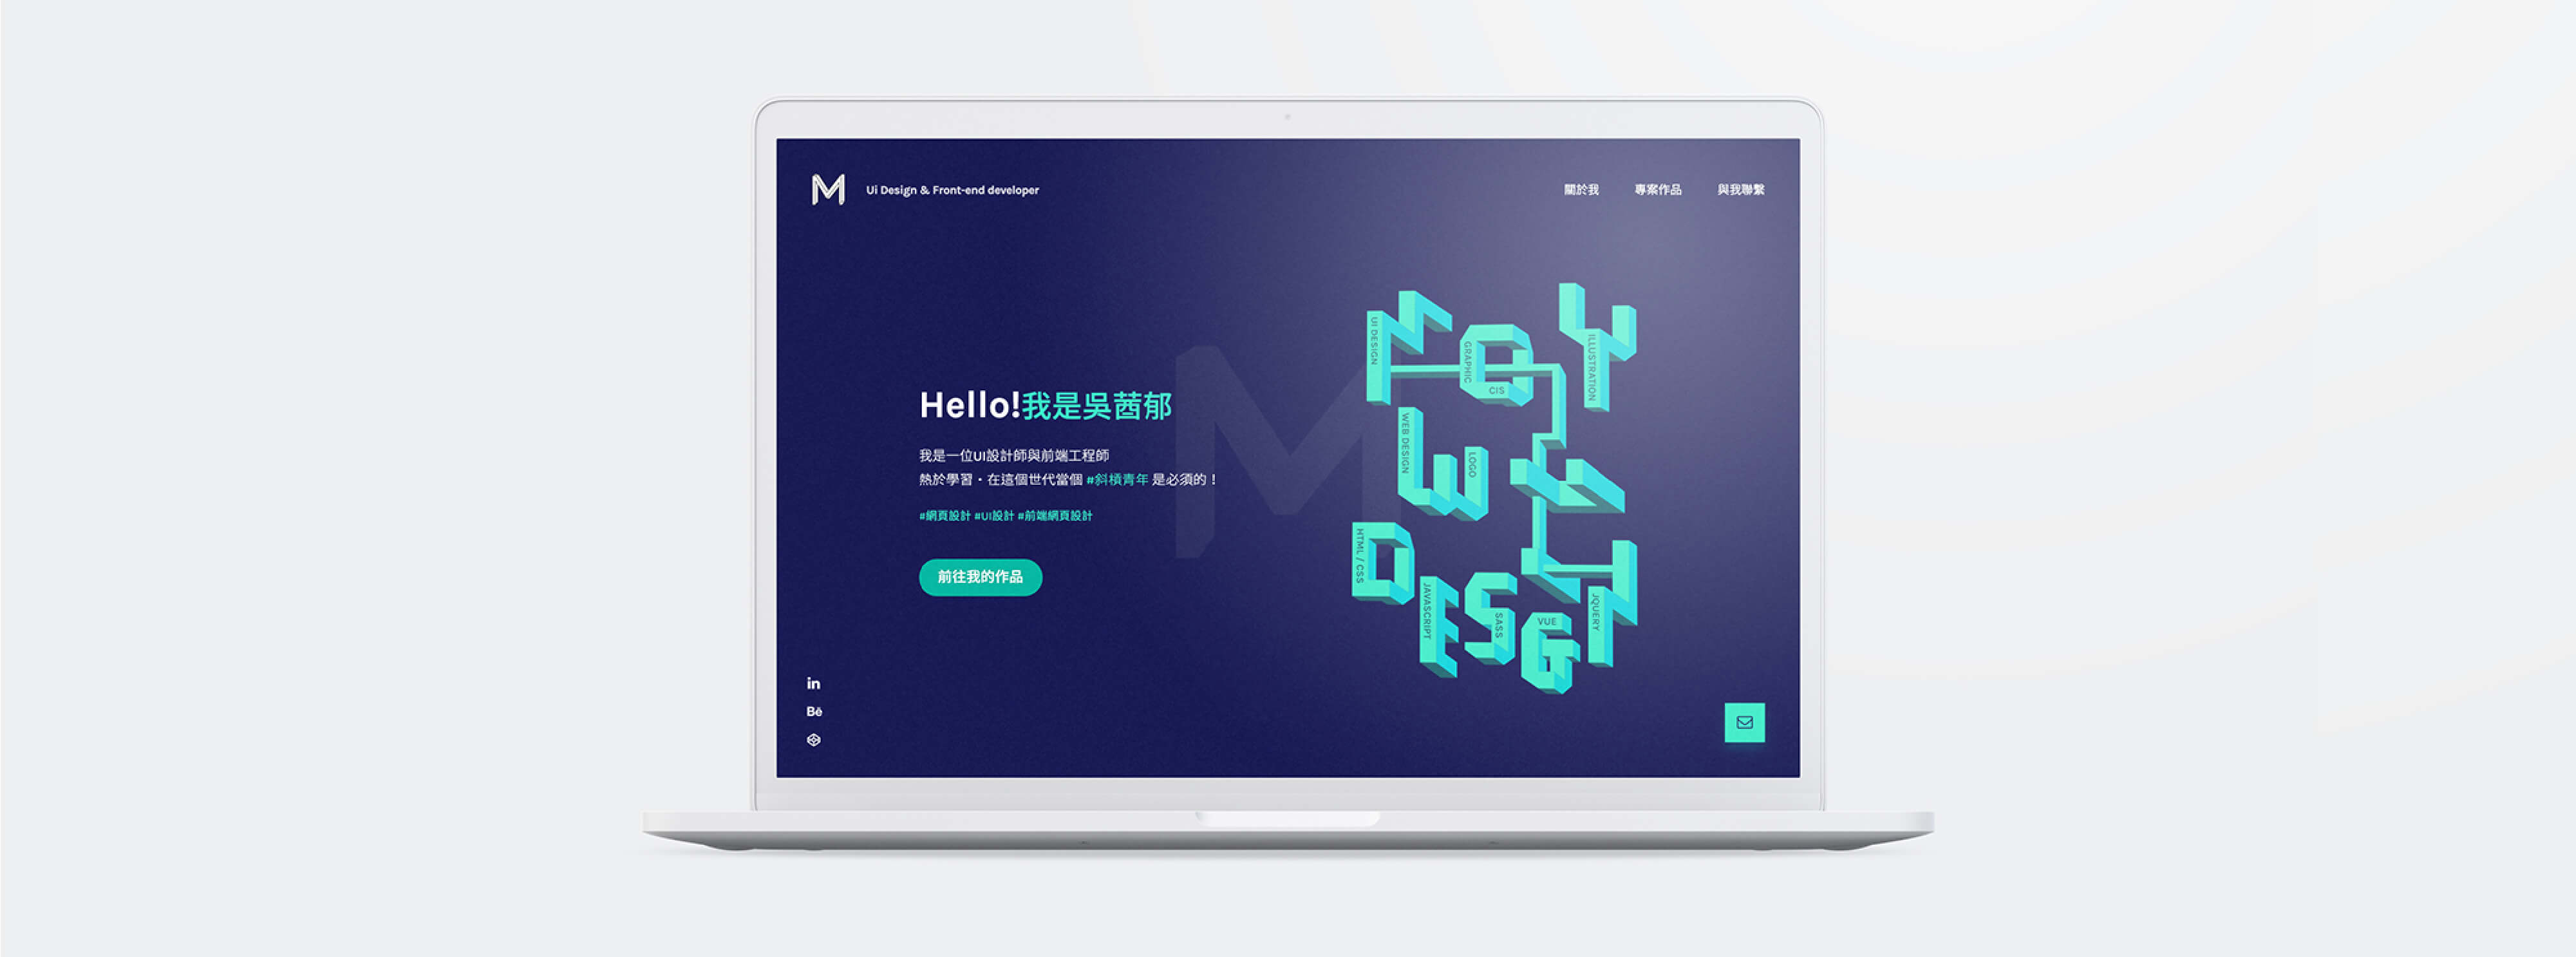 M
Ui Design & Front-end developer
關於我
專案作品
與我聯繫
Hello!我是吳茜郁
我是一位UI設計師與前端工程師
熱於學習・在這個世代當個 #斜槓青年 是必須的！
#網頁設計 #UI設計 #前端網頁設計
前往我的作品
UI DESIGN
GRAPHIC
CIS
ILLUSTRATION
WEB DESIGN
LOGO
HTML / CSS
JAVASCRIPT
SASS
VUE
JQUERY
in
Bē